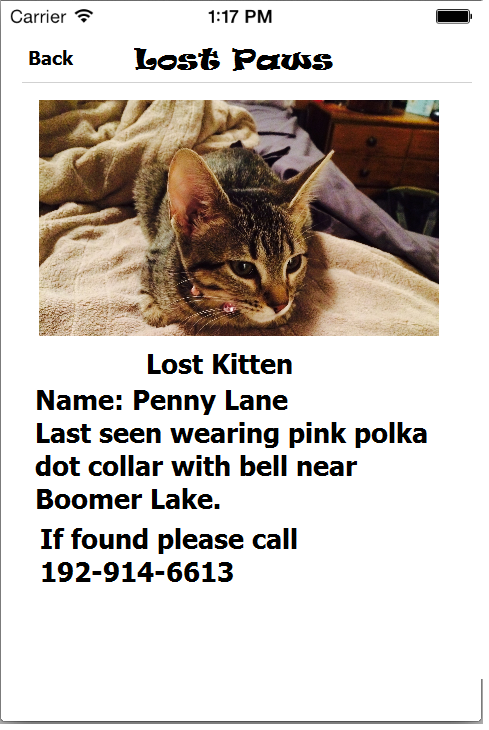 Carrier 1:17 PM
Back Lost Paws
Lost Kitten
Name: Penny Lane
Last seen wearing pink polka
dot collar with bell near
Boomer Lake.
If found please call
192-914-6613